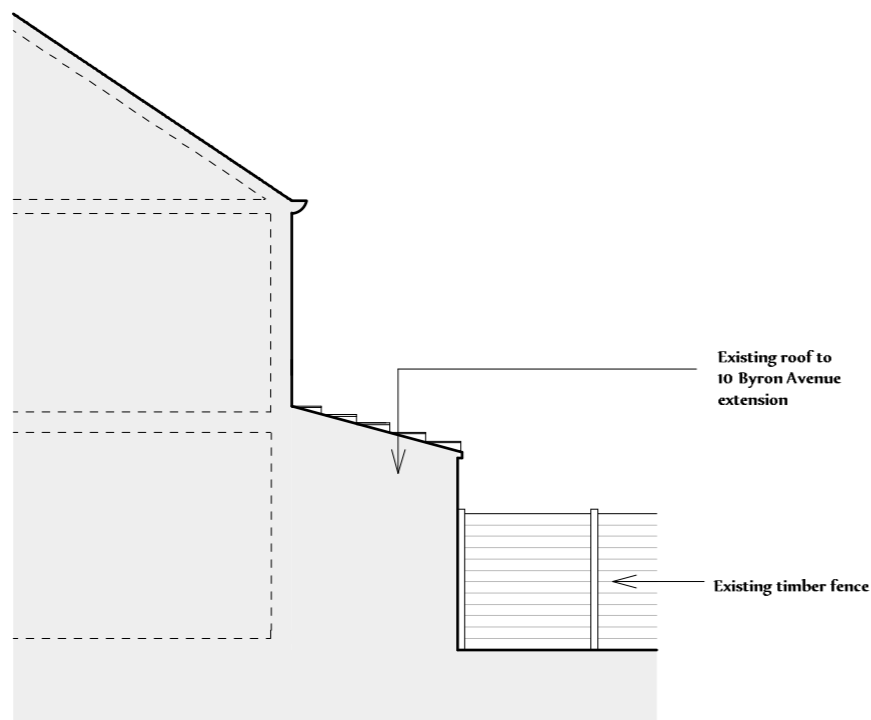 Existing roof to
10 Byron Avenue
extension
Existing timber fence